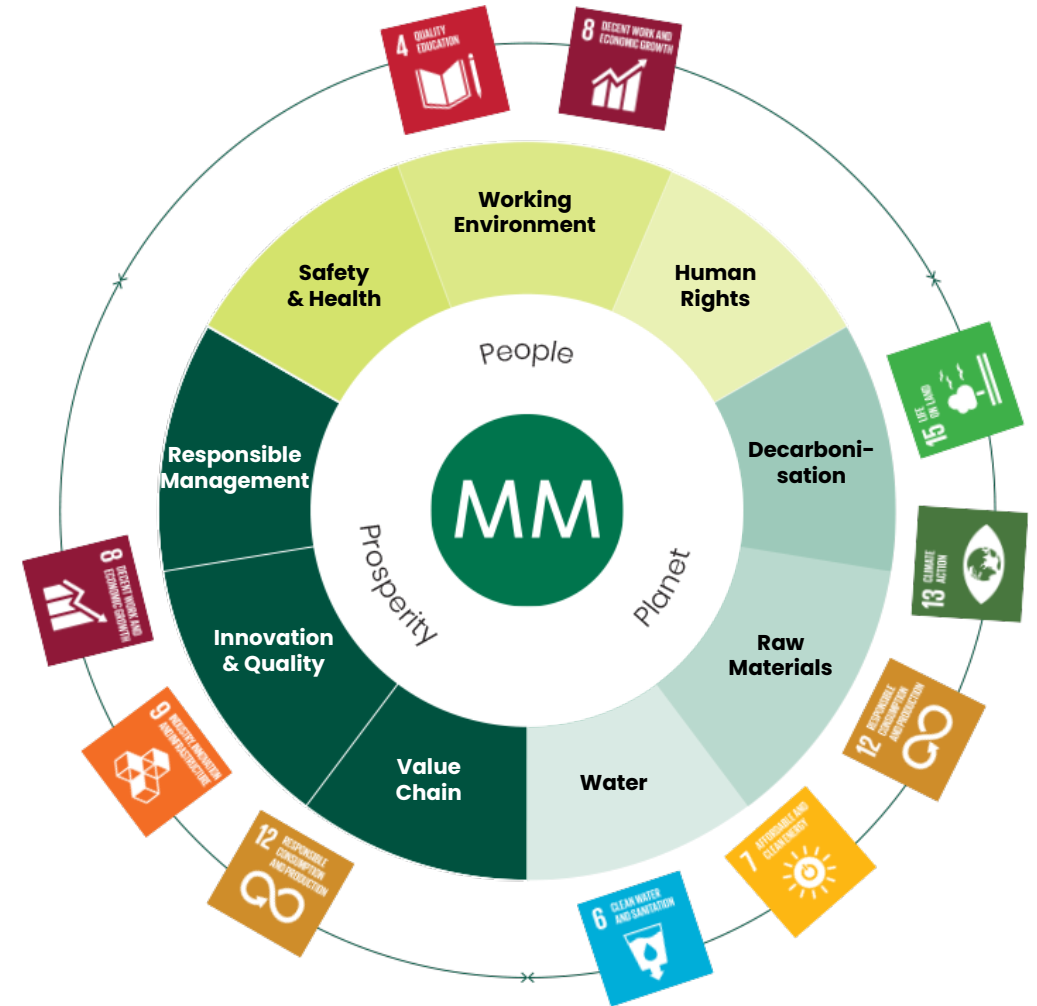 4 QUALITY
EDUCATION
8 DECENT WORK AND
ECONOMIC GROWTH
Working
Environment
Safety
& Health
Human
Rights
People
15 LIFE
ON LAND
Responsible
Management
Decarboni-
sation
MM
13 CLIMATE
ACTION
Prosperity
Planet
8 DECENT WORK AND
ECONOMIC GROWTH
Innovation
& Quality
Raw
Materials
12 RESPONSIBLE
CONSUMPTION
AND PRODUCTION
9 INDUSTRY, INNOVATION
AND INFRASTRUCTURE
Value
Chain
Water
7 AFFORDABLE AND
CLEAN ENERGY
12 RESPONSIBLE
CONSUMPTION
AND PRODUCTION
6 CLEAN WATER
AND SANITATION